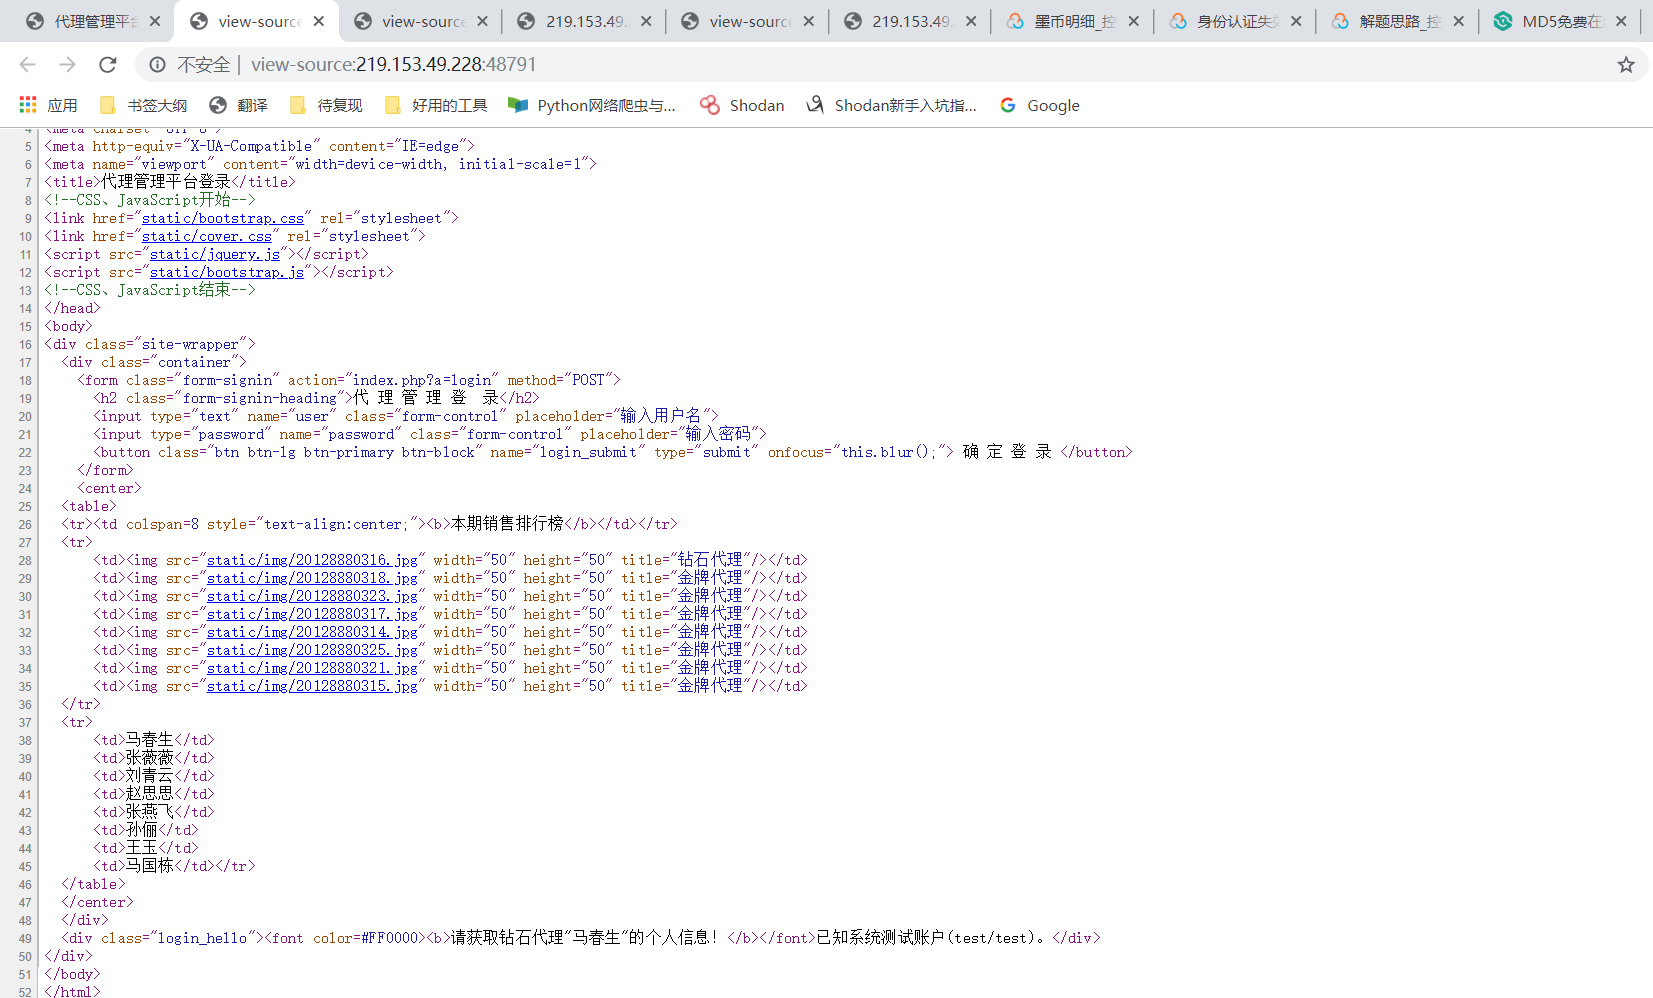 代理管理平台
view-source
view-source
219.153.49.
view-source
219.153.49.
墨币明细_控
身份认证失效
解题思路_控
MD5免费在
不安全 | view-source:219.153.49.228:48791
应用 书签大纲 翻译 待复现 好用的工具 Python网络爬虫与... Shodan Shodan新手入坑指... Google
4 <meta charset="utf-8">
5 <meta http-equiv="X-UA-Compatible" content="IE=edge">
6 <meta name="viewport" content="width=device-width, initial-scale=1">
7 <title>代理管理平台登录</title>
8 <!--CSS、JavaScript开始-->
9 <link href="static/bootstrap.css" rel="stylesheet">
10 <link href="static/cover.css" rel="stylesheet">
11 <script src="static/jquery.js"></script>
12 <script src="static/bootstrap.js"></script>
13 <!--CSS、JavaScript结束-->
14 </head>
15 <body>
16 <div class="site-wrapper">
17 <div class="container">
18 <form class="form-signin" action="index.php?a=login" method="POST">
19 <h2 class="form-signin-heading">代 理 管 理 登 录</h2>
20 <input type="text" name="user" class="form-control" placeholder="输入用户名">
21 <input type="password" name="password" class="form-control" placeholder="输入密码">
22 <button class="btn btn-lg btn-primary btn-block" name="login_submit" type="submit" onfocus="this.blur();"> 确 定 登 录 </button>
23 </form>
24 <center>
25 <table>
26 <tr><td colspan=8 style="text-align:center;"><b>本期销售排行榜</b></td></tr>
27 <tr>
28 <td><img src="static/img/20128880316.jpg" width="50" height="50" title="钻石代理"/></td>
29 <td><img src="static/img/20128880318.jpg" width="50" height="50" title="金牌代理"/></td>
30 <td><img src="static/img/20128880323.jpg" width="50" height="50" title="金牌代理"/></td>
31 <td><img src="static/img/20128880317.jpg" width="50" height="50" title="金牌代理"/></td>
32 <td><img src="static/img/20128880314.jpg" width="50" height="50" title="金牌代理"/></td>
33 <td><img src="static/img/20128880325.jpg" width="50" height="50" title="金牌代理"/></td>
34 <td><img src="static/img/20128880321.jpg" width="50" height="50" title="金牌代理"/></td>
35 <td><img src="static/img/20128880315.jpg" width="50" height="50" title="金牌代理"/></td>
36 </tr>
37 <tr>
38 <td>马春生</td>
39 <td>张薇薇</td>
40 <td>刘青云</td>
41 <td>赵思思</td>
42 <td>张燕飞</td>
43 <td>孙俪</td>
44 <td>王玉</td>
45 <td>马国栋</td></tr>
46 </table>
47 </center>
48 </div>
49 <div class="login_hello"><font color=#FF0000><b>请获取钻石代理"马春生"的个人信息！</b></font>已知系统测试账户(test/test)。</div>
50 </div>
51 </body>
52 </html>